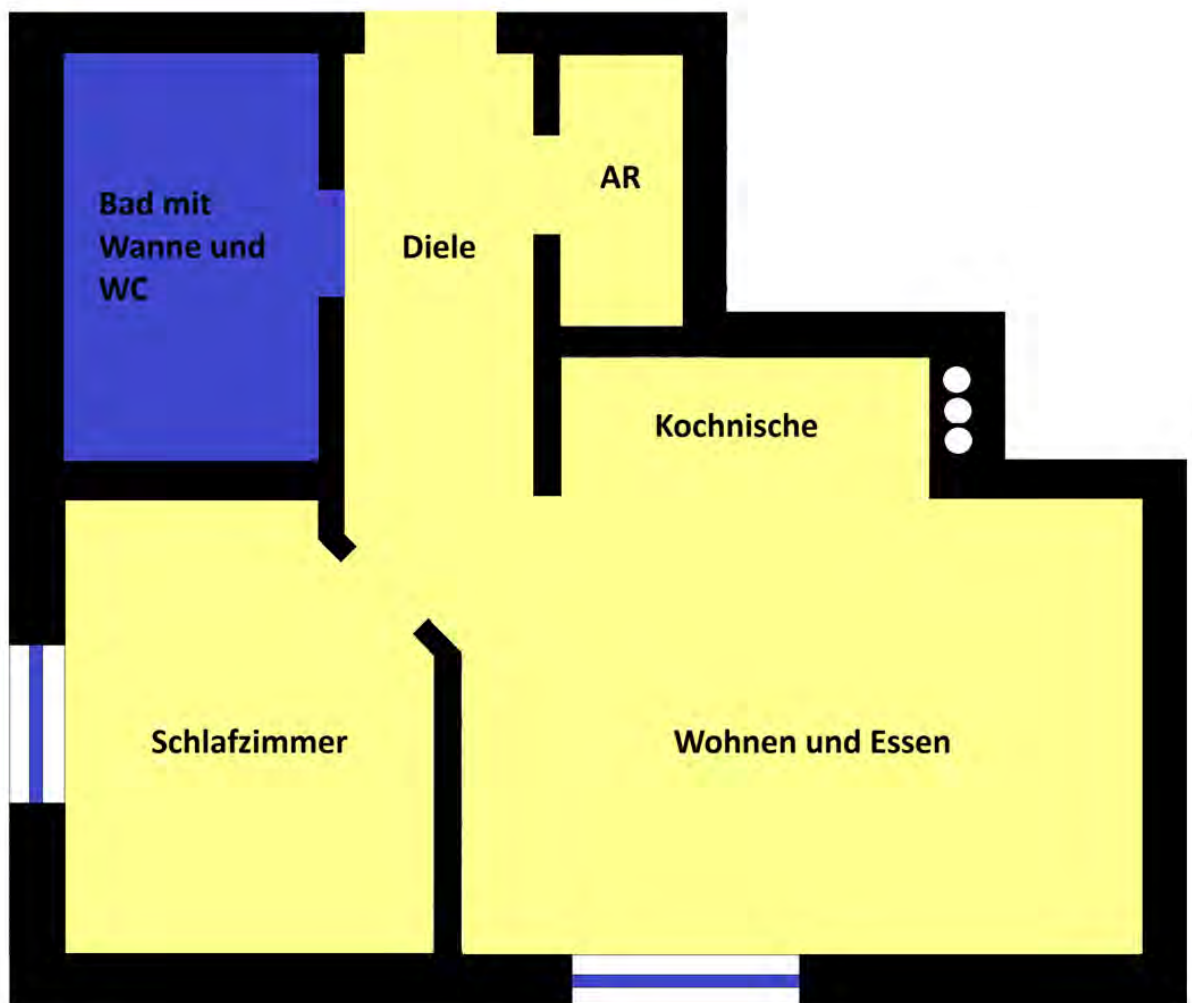 Bad mit
Wanne und
WC
Diele
AR
Kochnische
Schlafzimmer
Wohnen und Essen